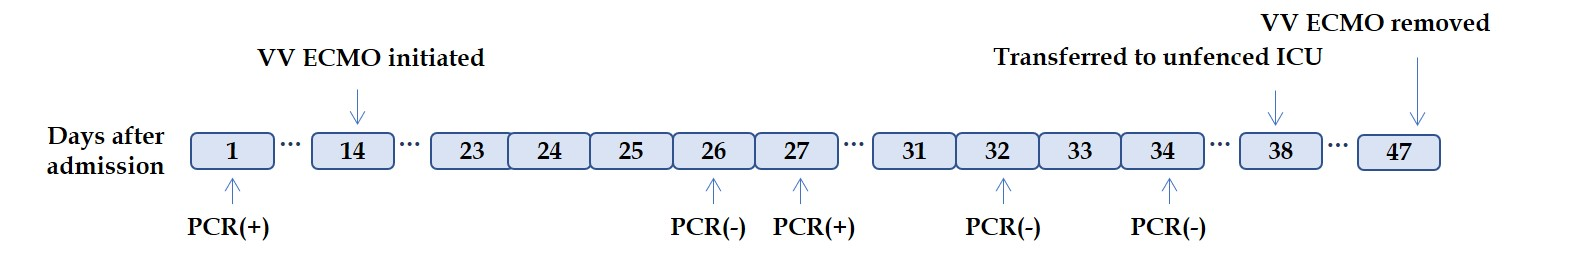 VV ECMO removed
VV ECMO initiated
Transferred to unfenced ICU
Days after
admission
1 ... 14 ... 23 24 25 26 27 ... 31 32 33 34 ... 38 ... 47
PCR(+) PCR(-) PCR(+) PCR(-) PCR(-)